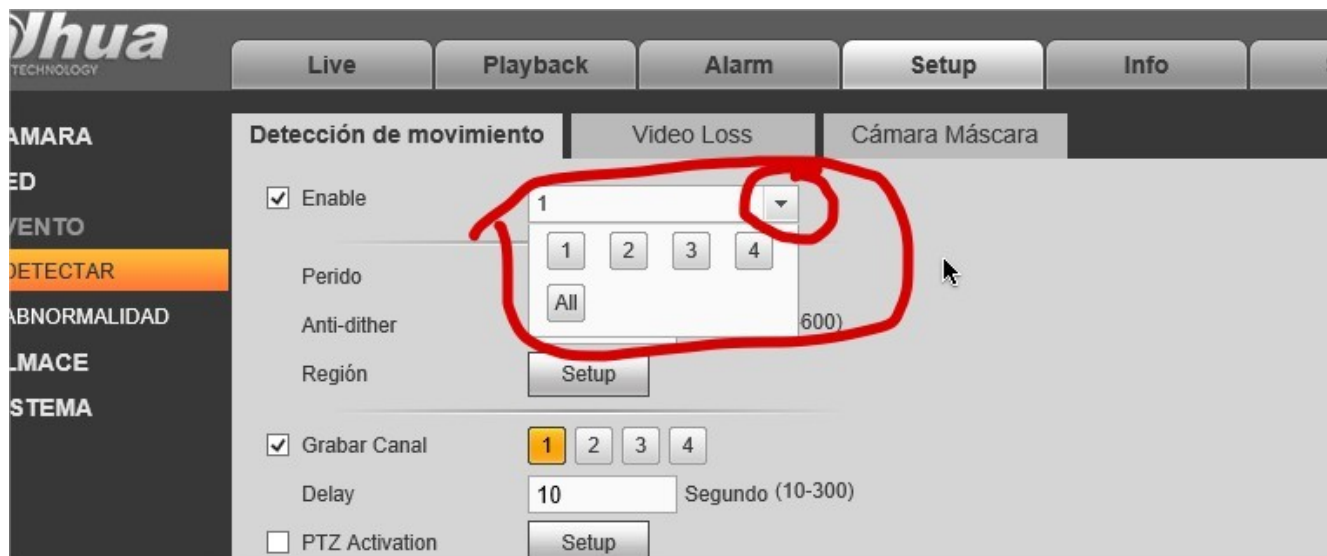 alhua
TECHNOLOGY
Live Playback Alarm Setup Info
AMARA
ED
VENTO
DETECTAR
ABNORMALIDAD
LMACE
STEMA
Detección de movimiento Video Loss Cámara Máscara
Enable 1
1 2 3 4
All
Perido
Anti-dither 600)
Región Setup
Grabar Canal 1 2 3 4
Delay 10 Segundo (10-300)
PTZ Activation Setup